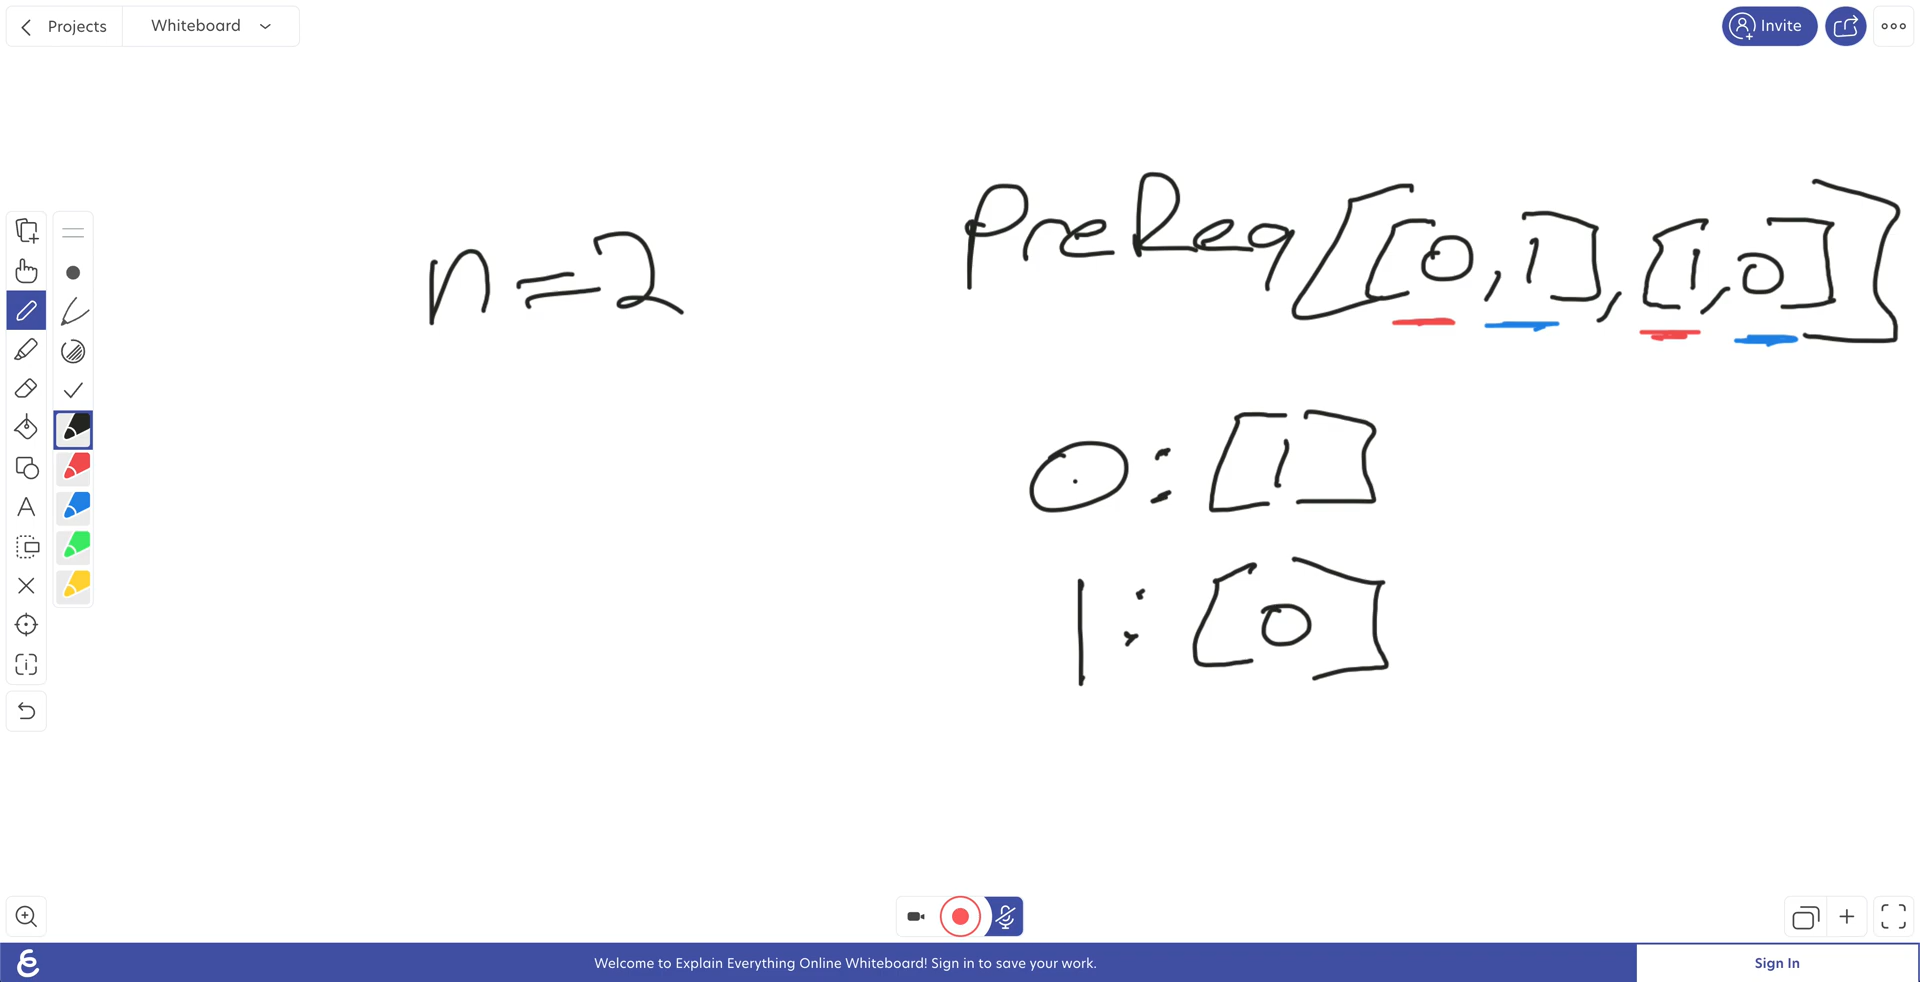 Projects
Whiteboard
Invite
n=2
PreReq[[0,1],[1,0]]
0:[1]
1:[0]
A
Welcome to Explain Everything Online Whiteboard! Sign in to save your work.
Sign In